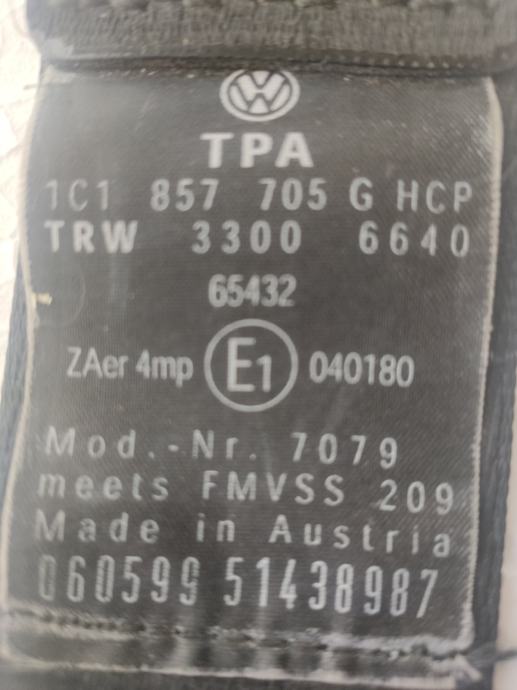 TPA
1C1 857 705 G HCP
TRW 3300 6640
65432
ZAer 4mp E1 040180
Mod.-Nr. 7079
meets FMVSS 209
Made in Austria
060599 51438987